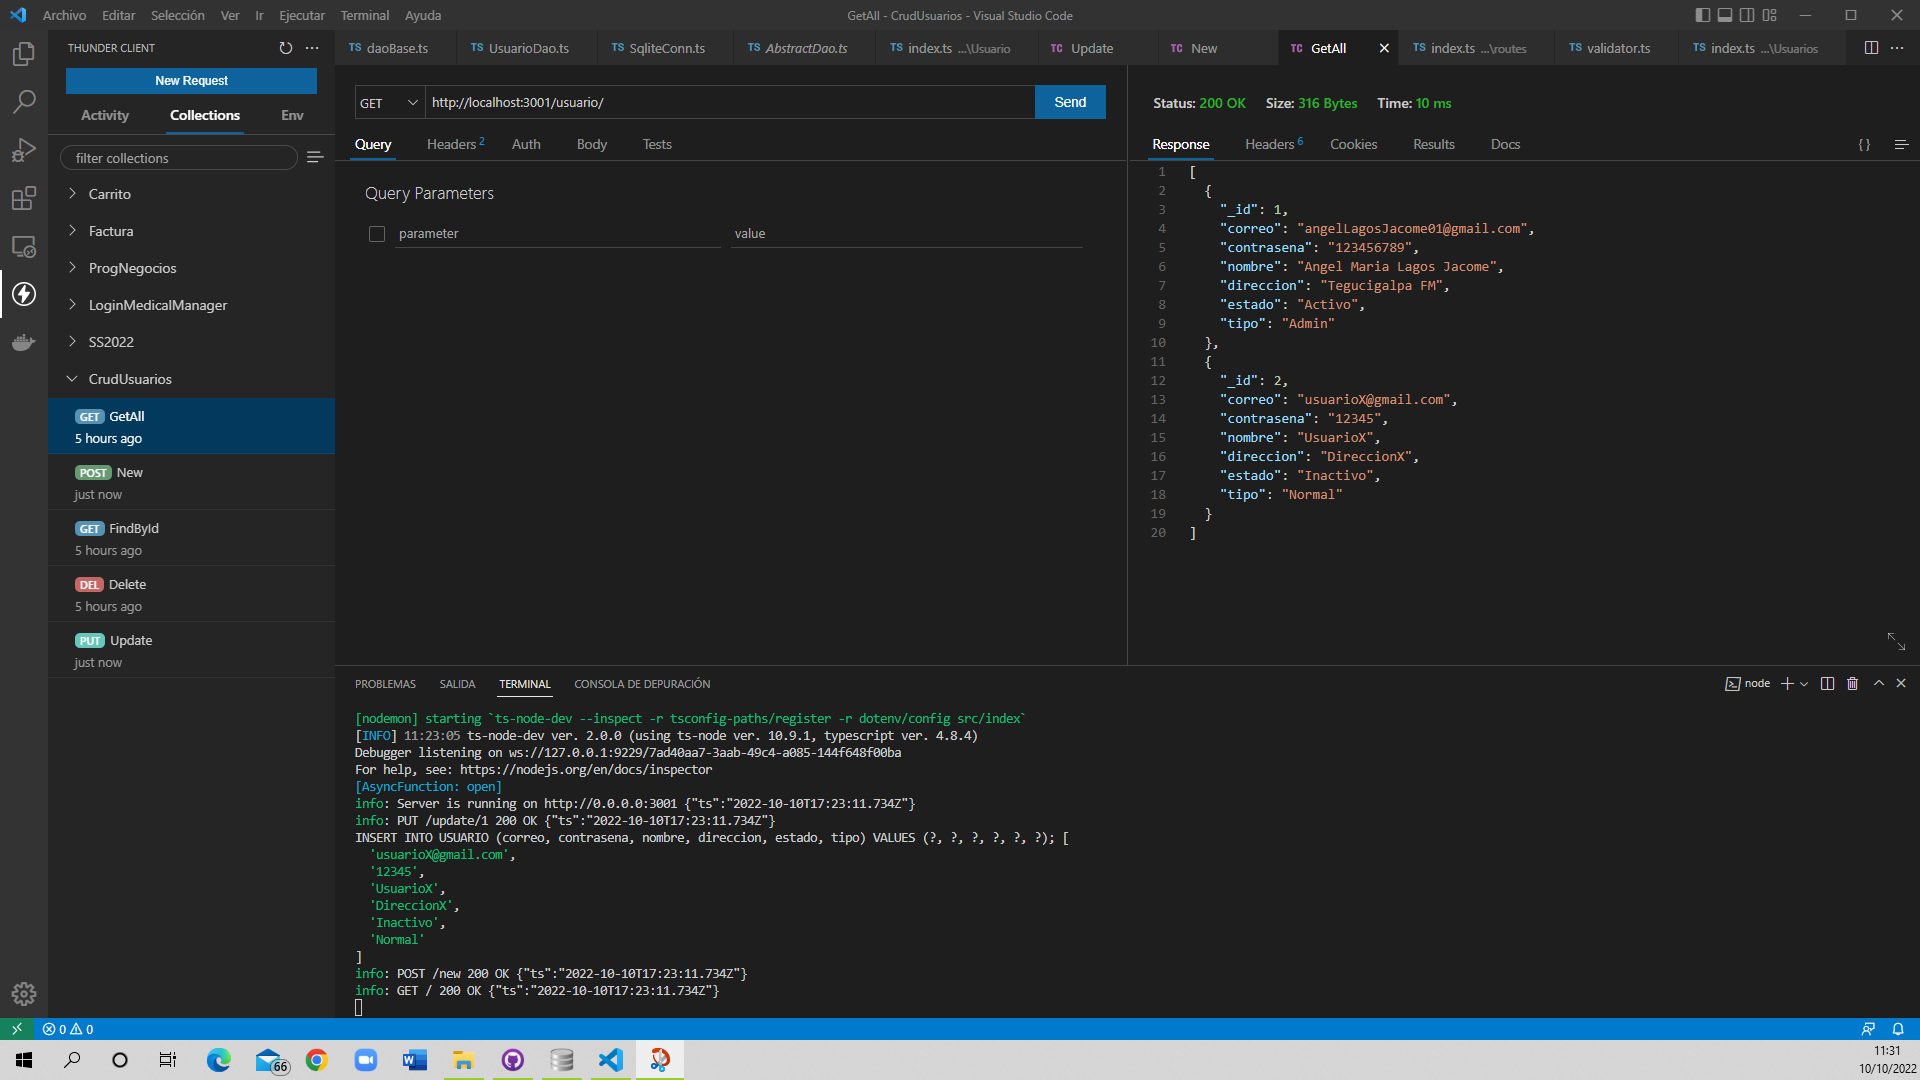 Archivo Editar Selección Ver Ir Ejecutar Terminal Ayuda
GetAll - CrudUsuarios - Visual Studio Code
THUNDER CLIENT
New Request
Activity Collections Env
filter collections
Carrito
Factura
ProgNegocios
LoginMedicalManager
SS2022
CrudUsuarios
GET GetAll
5 hours ago
POST New
just now
GET FindById
5 hours ago
DEL Delete
5 hours ago
PUT Update
just now
TS daoBase.ts TS UsuarioDao.ts TS SqliteConn.ts TS AbstractDao.ts TS index.ts ...\Usuario TC Update TC New TC GetAll TS index.ts ...\routes TS validator.ts TS index.ts ...\Usuarios
GET http://localhost:3001/usuario/ Send
Query Headers 2 Auth Body Tests
Query Parameters
parameter value
Status: 200 OK Size: 316 Bytes Time: 10 ms
Response Headers 6 Cookies Results Docs { }
1 [
2 {
3 "_id": 1,
4 "correo": "angelLagosJacome01@gmail.com",
5 "contrasena": "123456789",
6 "nombre": "Angel Maria Lagos Jacome",
7 "direccion": "Tegucigalpa FM",
8 "estado": "Activo",
9 "tipo": "Admin"
10 },
11 {
12 "_id": 2,
13 "correo": "usuarioX@gmail.com",
14 "contrasena": "12345",
15 "nombre": "UsuarioX",
16 "direccion": "DireccionX",
17 "estado": "Inactivo",
18 "tipo": "Normal"
19 }
20 ]
PROBLEMAS SALIDA TERMINAL CONSOLA DE DEPURACIÓN
node
[nodemon] starting `ts-node-dev --inspect -r tsconfig-paths/register -r dotenv/config src/index`
[INFO] 11:23:05 ts-node-dev ver. 2.0.0 (using ts-node ver. 10.9.1, typescript ver. 4.8.4)
Debugger listening on ws://127.0.0.1:9229/7ad40aa7-3aab-49c4-a085-144f648f00ba
For help, see: https://nodejs.org/en/docs/inspector
[AsyncFunction: open]
info: Server is running on http://0.0.0.0:3001 {"ts":"2022-10-10T17:23:11.734Z"}
info: PUT /update/1 200 OK {"ts":"2022-10-10T17:23:11.734Z"}
INSERT INTO USUARIO (correo, contrasena, nombre, direccion, estado, tipo) VALUES (?, ?, ?, ?, ?, ?); [
'usuarioX@gmail.com',
'12345',
'UsuarioX',
'DireccionX',
'Inactivo',
'Normal'
]
info: POST /new 200 OK {"ts":"2022-10-10T17:23:11.734Z"}
info: GET / 200 OK {"ts":"2022-10-10T17:23:11.734Z"}
0 0
66
11:31
10/10/2022